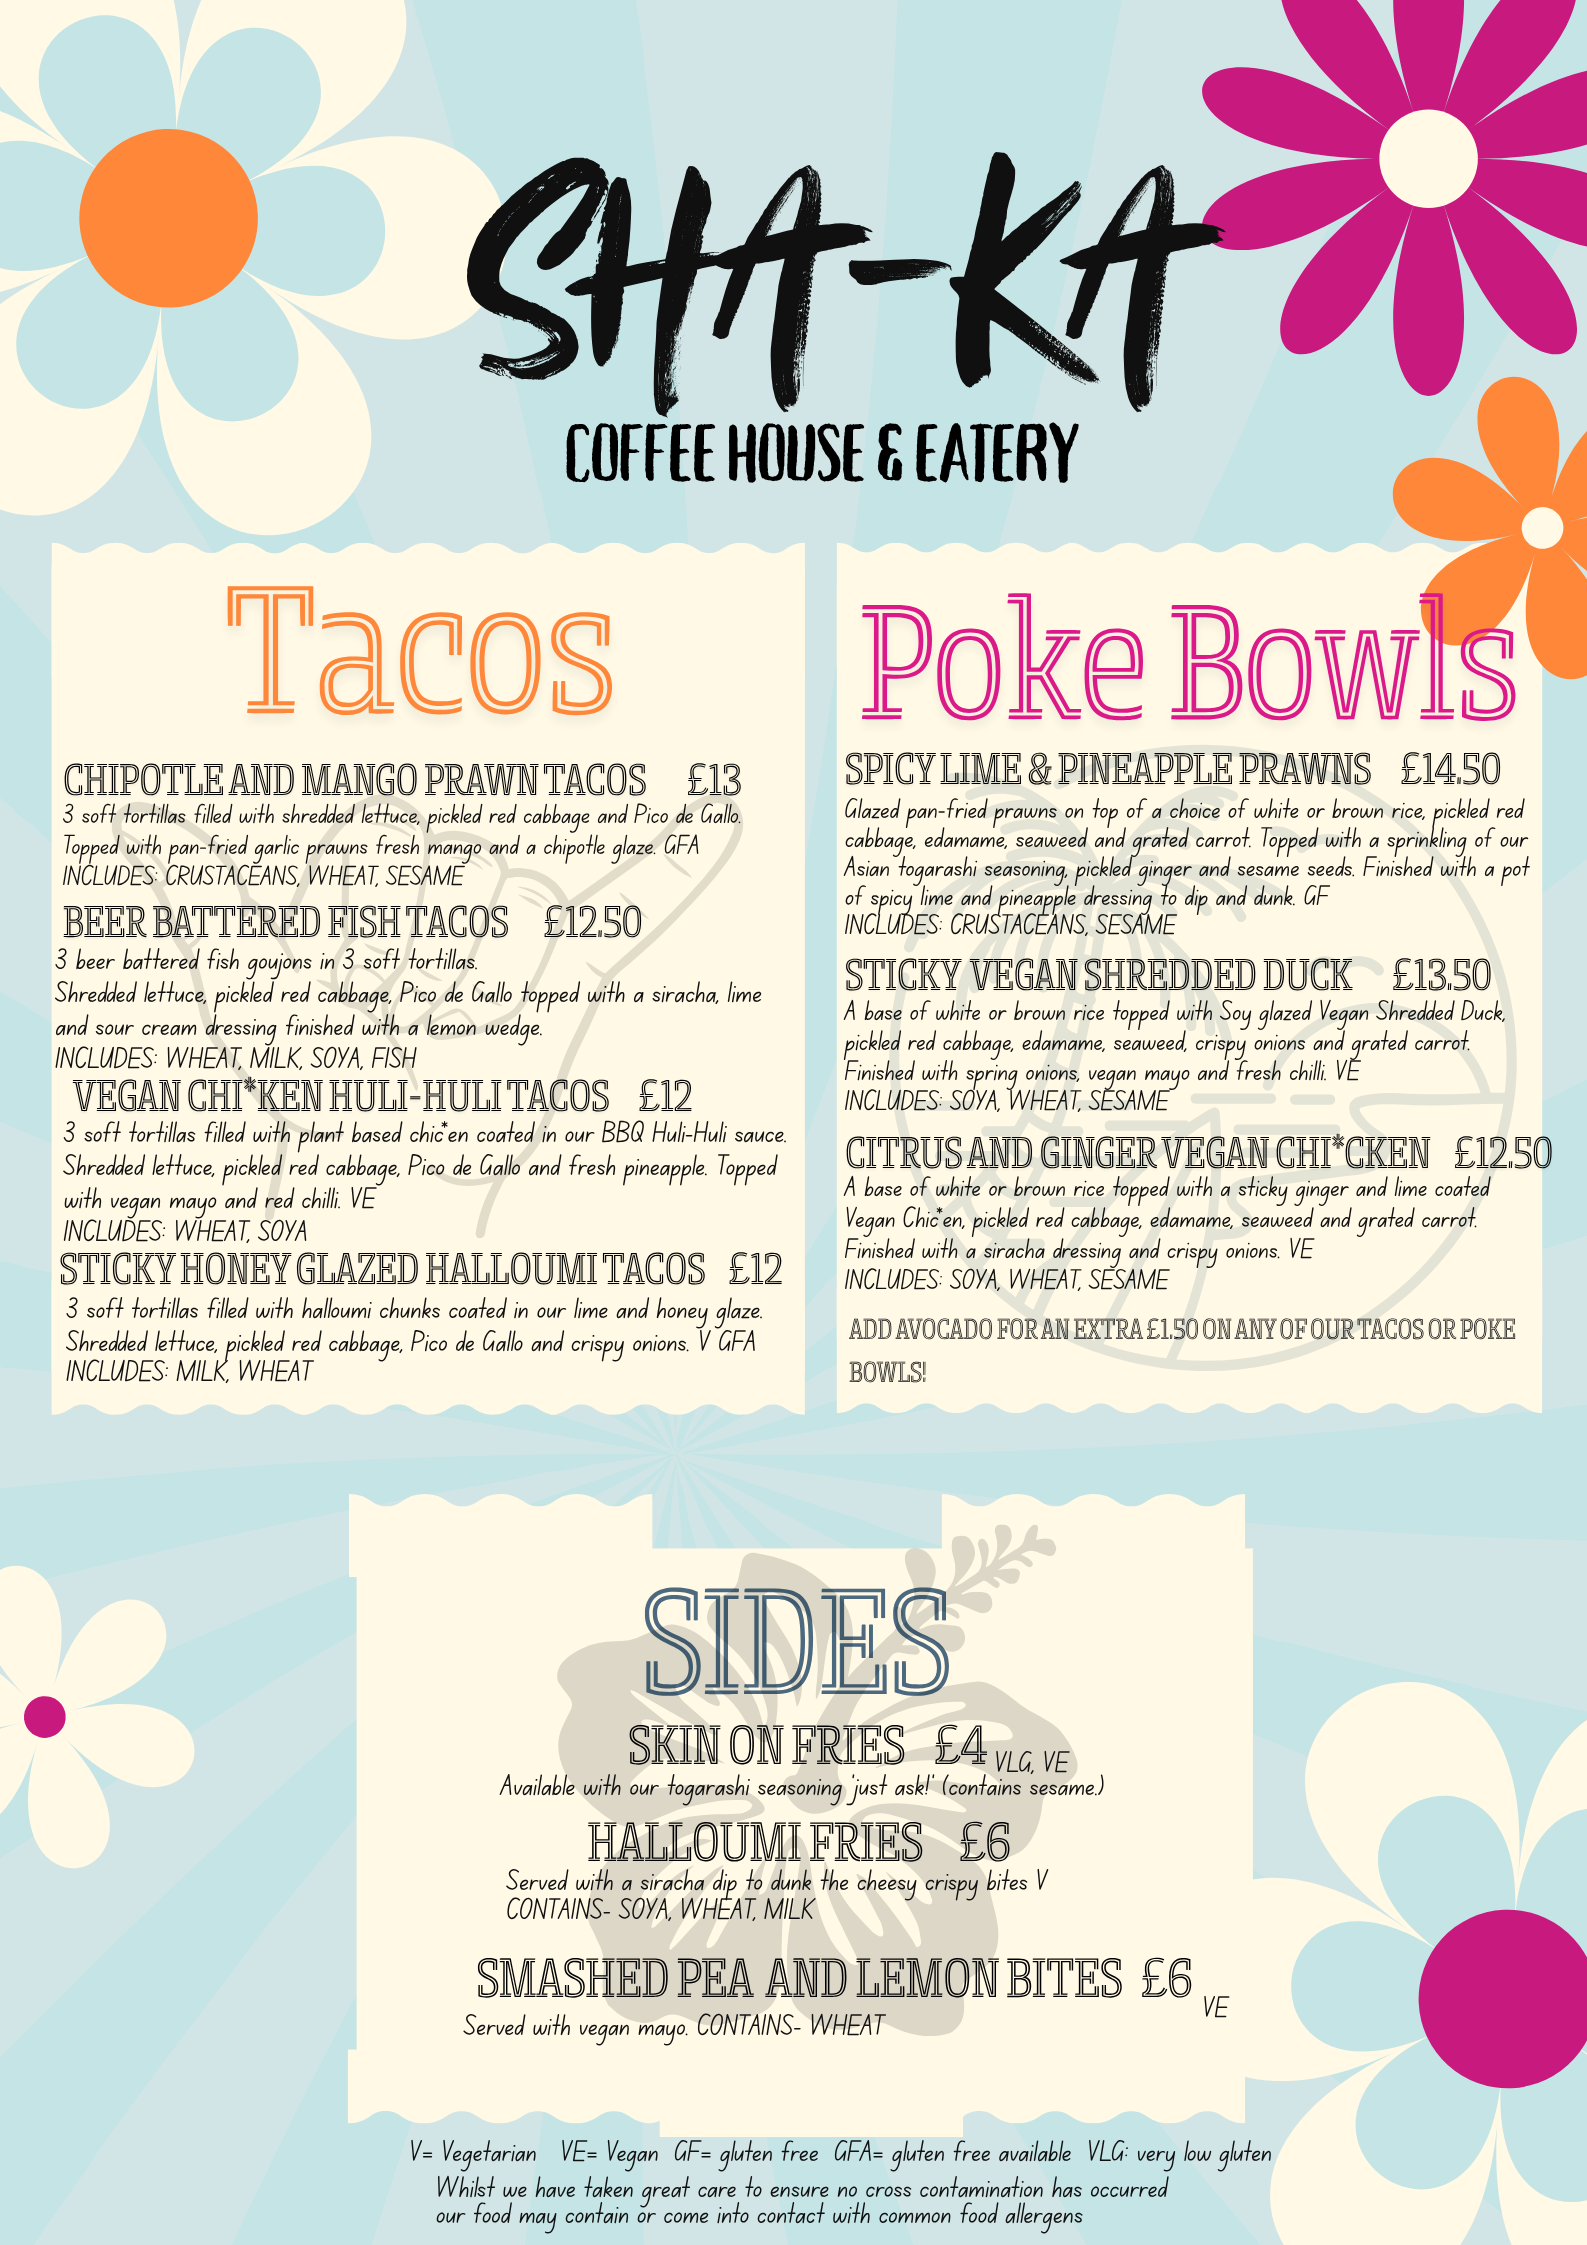 SHA-KA
COFFEE HOUSE & EATERY
Tacos
CHIPOTLE AND MANGO PRAWN TACOS £13
3 soft tortillas filled with shredded lettuce, pickled red cabbage and Pico de Gallo.
Topped with pan-fried garlic prawns fresh mango and a chipotle glaze. GFA
INCLUDES: CRUSTACEANS, WHEAT, SESAME
BEER BATTERED FISH TACOS £12.50
3 beer battered fish goujons in 3 soft tortillas.
Shredded lettuce, pickled red cabbage, Pico de Gallo topped with a siracha, lime
and sour cream dressing finished with a lemon wedge.
INCLUDES: WHEAT, MILK, SOYA, FISH
VEGAN CHI*KEN HULI-HULI TACOS £12
3 soft tortillas filled with plant based chic*en coated in our BBQ Huli-Huli sauce.
Shredded lettuce, pickled red cabbage, Pico de Gallo and fresh pineapple. Topped
with vegan mayo and red chilli. VE
INCLUDES: WHEAT, SOYA
STICKY HONEY GLAZED HALLOUMI TACOS £12
3 soft tortillas filled with halloumi chunks coated in our lime and honey glaze.
Shredded lettuce, pickled red cabbage, Pico de Gallo and crispy onions. V GFA
INCLUDES: MILK, WHEAT
Poke Bowls
SPICY LIME & PINEAPPLE PRAWNS £14.50
Glazed pan-fried prawns on top of a choice of white or brown rice, pickled red
cabbage, edamame, seaweed and grated carrot. Topped with a sprinkling of our
Asian togarashi seasoning, pickled ginger and sesame seeds. Finished with a pot
of spicy lime and pineapple dressing to dip and dunk. GF
INCLUDES: CRUSTACEANS, SESAME
STICKY VEGAN SHREDDED DUCK £13.50
A base of white or brown rice topped with Soy glazed Vegan Shredded Duck,
pickled red cabbage, edamame, seaweed, crispy onions and grated carrot.
Finished with spring onions, vegan mayo and fresh chilli. VE
INCLUDES: SOYA, WHEAT, SESAME
CITRUS AND GINGER VEGAN CHI*CKEN £12.50
A base of white or brown rice topped with a sticky ginger and lime coated
Vegan Chic*en, pickled red cabbage, edamame, seaweed and grated carrot.
Finished with a siracha dressing and crispy onions. VE
INCLUDES: SOYA, WHEAT, SESAME
ADD AVOCADO FOR AN EXTRA £1.50 ON ANY OF OUR TACOS OR POKE
BOWLS!
SIDES
SKIN ON FRIES £4 VLG, VE
Available with our togarashi seasoning 'just ask!' (contains sesame.)
HALLOUMI FRIES £6
Served with a siracha dip to dunk the cheesy crispy bites V
CONTAINS- SOYA, WHEAT, MILK
SMASHED PEA AND LEMON BITES £6 VE
Served with vegan mayo. CONTAINS- WHEAT
V= Vegetarian VE= Vegan GF= gluten free GFA= gluten free available VLG: very low gluten
Whilst we have taken great care to ensure no cross contamination has occurred
our food may contain or come into contact with common food allergens